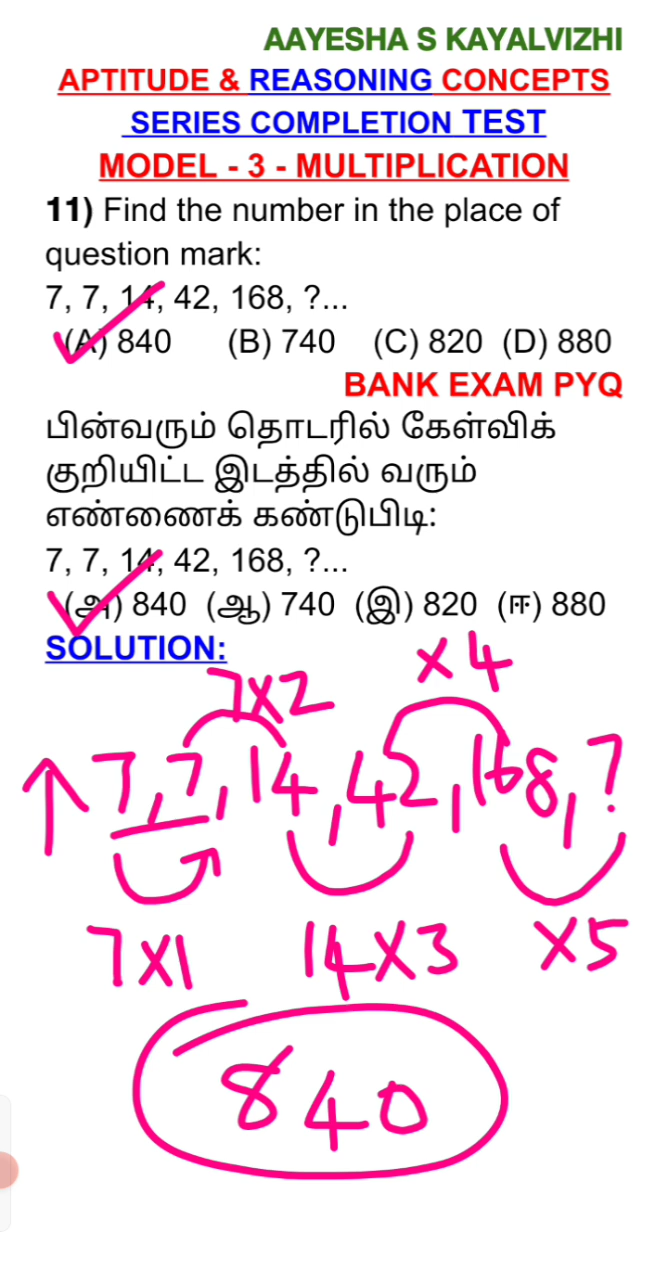 AAYESHA S KAYALVIZHI
APTITUDE & REASONING CONCEPTS
SERIES COMPLETION TEST
MODEL - 3 - MULTIPLICATION
11) Find the number in the place of
question mark:
7, 7, 14, 42, 168, ?...
(A) 840 (B) 740 (C) 820 (D) 880
BANK EXAM PYQ
பின்வரும் தொடரில் கேள்விக்
குறியிட்ட இடத்தில் வரும்
எண்ணைக் கண்டுபிடி:
7, 7, 14, 42, 168, ?...
(அ) 840 (ஆ) 740 (இ) 820 (ஈ) 880
SOLUTION:
7x2 x4
↑7,7,14,42,168,?
7x1 14x3 x5
840